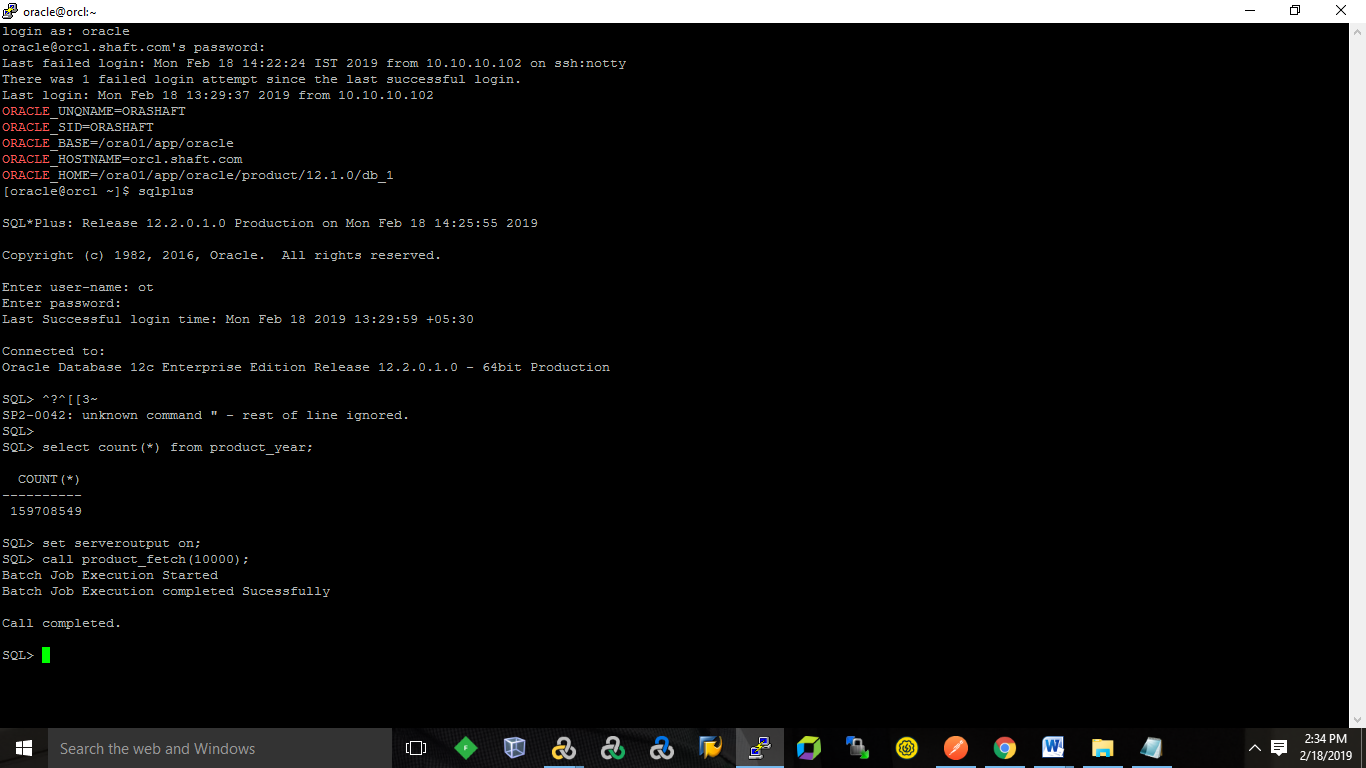 oracle@orcl:~
login as: oracle
oracle@orcl.shaft.com's password:
Last failed login: Mon Feb 18 14:22:24 IST 2019 from 10.10.10.102 on ssh:notty
There was 1 failed login attempt since the last successful login.
Last login: Mon Feb 18 13:29:37 2019 from 10.10.10.102
ORACLE_UNQNAME=ORASHAFT
ORACLE_SID=ORASHAFT
ORACLE_BASE=/ora01/app/oracle
ORACLE_HOSTNAME=orcl.shaft.com
ORACLE_HOME=/ora01/app/oracle/product/12.1.0/db_1
[oracle@orcl ~]$ sqlplus
SQL*Plus: Release 12.2.0.1.0 Production on Mon Feb 18 14:25:55 2019
Copyright (c) 1982, 2016, Oracle.  All rights reserved.
Enter user-name: ot
Enter password:
Last Successful login time: Mon Feb 18 2019 13:29:59 +05:30
Connected to:
Oracle Database 12c Enterprise Edition Release 12.2.0.1.0 - 64bit Production
SQL> ^?^[[3~
SP2-0042: unknown command " - rest of line ignored.
SQL>
SQL> select count(*) from product_year;
COUNT(*)
----------
159708549
SQL> set serveroutput on;
SQL> call product_fetch(10000);
Batch Job Execution Started
Batch Job Execution completed Sucessfully
Call completed.
SQL>
Search the web and Windows
2:34 PM
2/18/2019